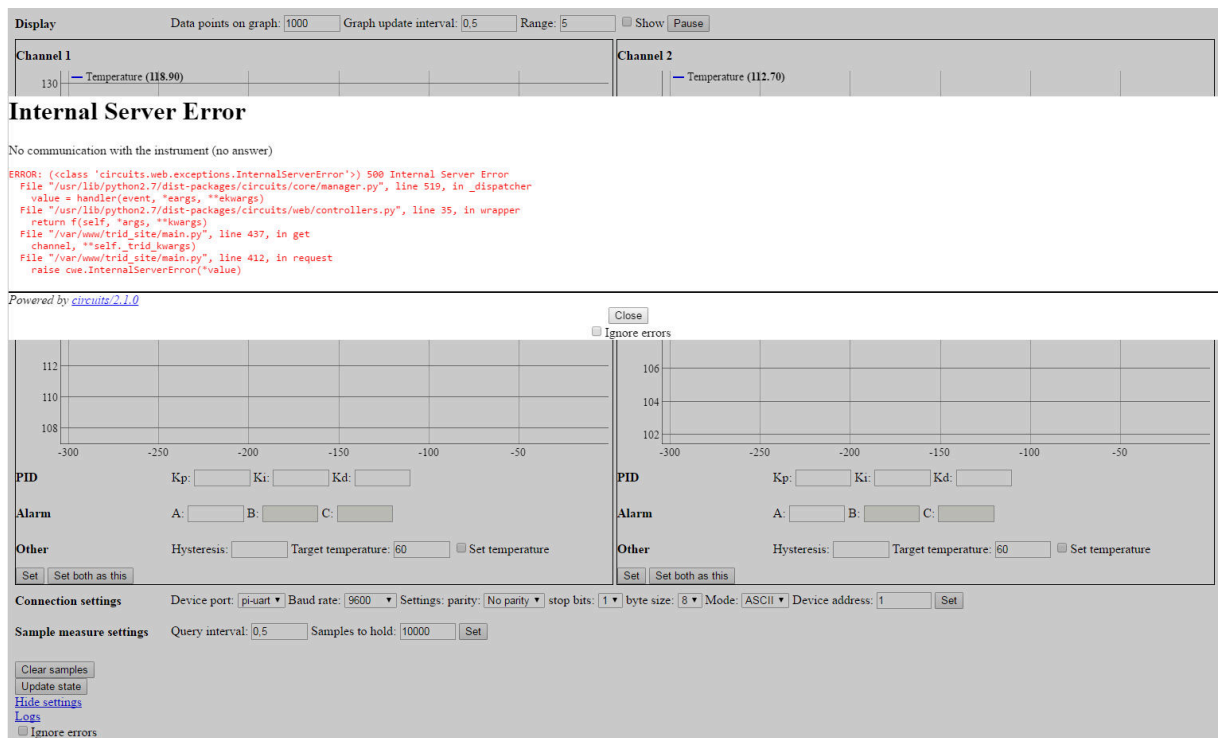 Display Data points on graph: 1000 Graph update interval: 0,5 Range: 5 Show Pause
Channel 1
Temperature (118.90)
130
Channel 2
Temperature (112.70)
Internal Server Error
No communication with the instrument (no answer)
ERROR: (<class 'circuits.web.exceptions.InternalServerError'>) 500 Internal Server Error
File "/usr/lib/python2.7/dist-packages/circuits/core/manager.py", line 519, in _dispatcher
value = handler(event, *eargs, **ekwargs)
File "/usr/lib/python2.7/dist-packages/circuits/web/controllers.py", line 35, in wrapper
return f(self, *args, **kwargs)
File "/var/www/trid_site/main.py", line 437, in get
channel, **self._trid_kwargs)
File "/var/www/trid_site/main.py", line 412, in request
raise cwe.InternalServerError(*value)
Powered by circuits/2.1.0
Close
Ignore errors
112
110
108
-300 -250 -200 -150 -100 -50
PID Kp: Ki: Kd:
Alarm A: B: C:
Other Hysteresis: Target temperature: 60 Set temperature
Set Set both as this
106
104
102
-300 -250 -200 -150 -100 -50
PID Kp: Ki: Kd:
Alarm A: B: C:
Other Hysteresis: Target temperature: 60 Set temperature
Set Set both as this
Connection settings Device port: pi-uart Baud rate: 9600 Settings: parity: No parity stop bits: 1 byte size: 8 Mode: ASCII Device address: 1 Set
Sample measure settings Query interval: 0,5 Samples to hold: 10000 Set
Clear samples
Update state
Hide settings
Logs
Ignore errors